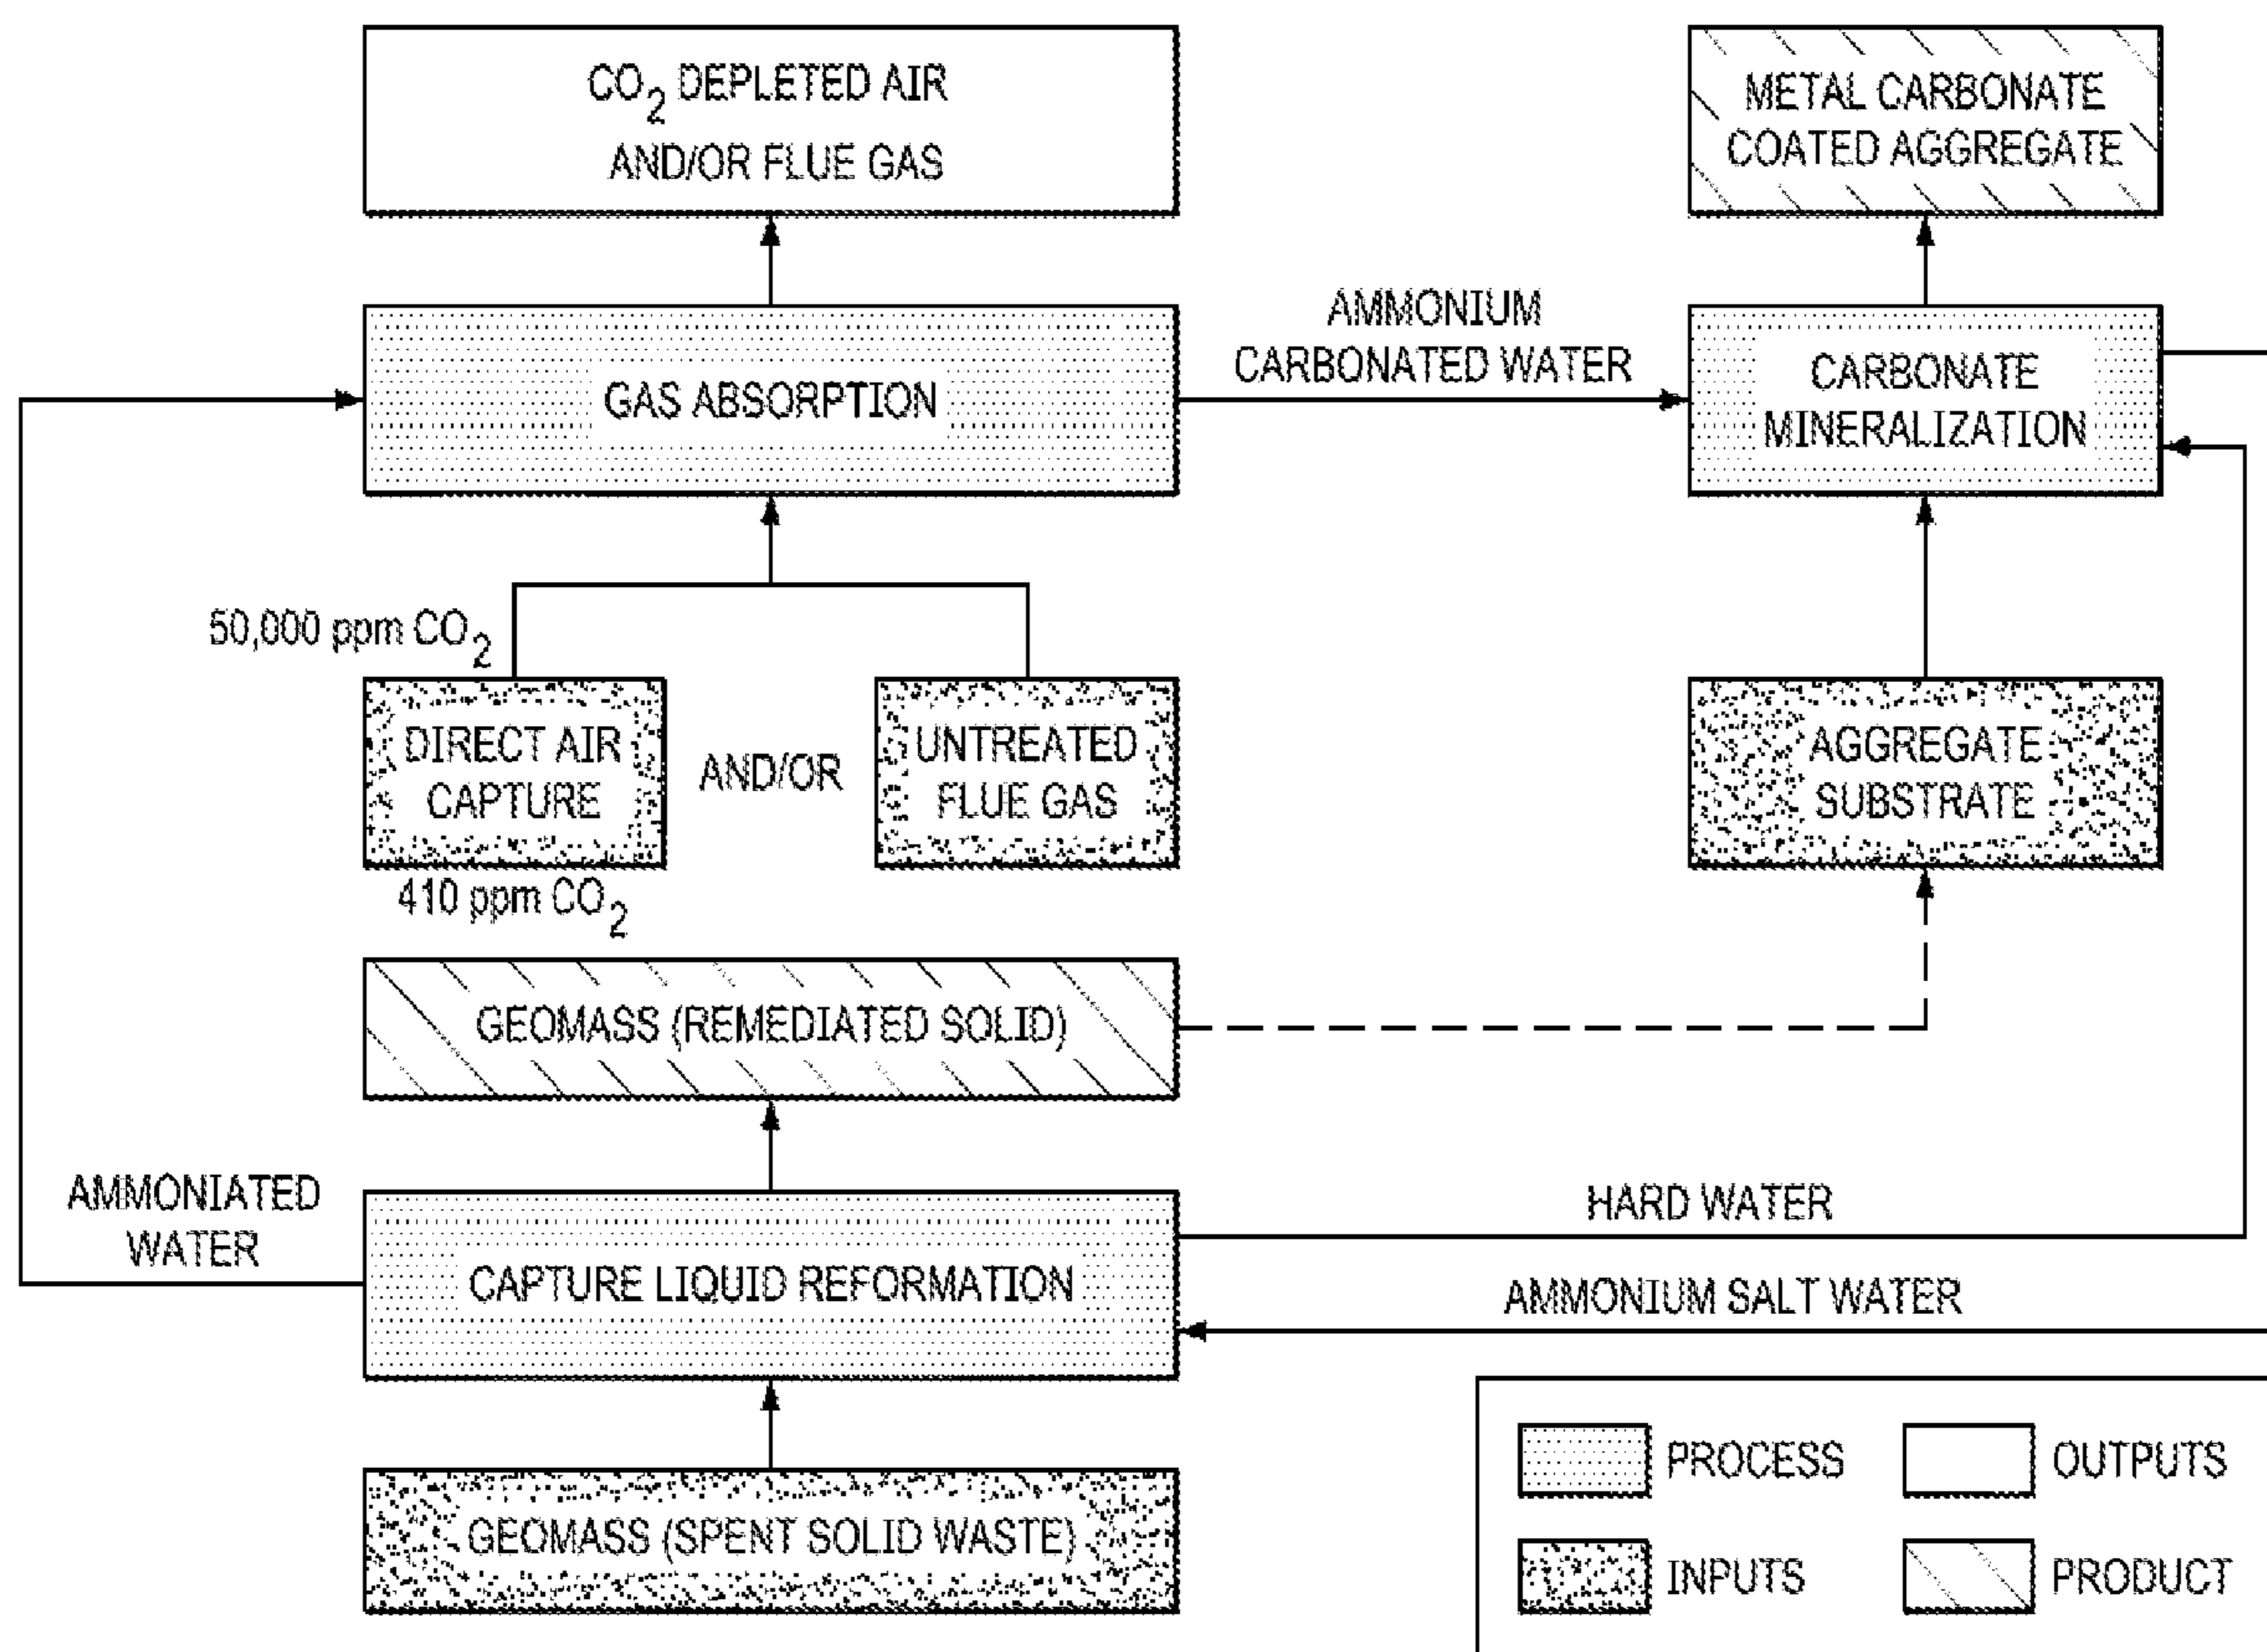 CO₂ DEPLETED AIR
AND/OR FLUE GAS
METAL CARBONATE
COATED AGGREGATE
GAS ABSORPTION
AMMONIUM
CARBONATED WATER
CARBONATE
MINERALIZATION
50,000 ppm CO₂
DIRECT AIR
CAPTURE
AND/OR
UNTREATED
FLUE GAS
AGGREGATE
SUBSTRATE
410 ppm CO₂
GEOMASS (REMEDIATED SOLID)
AMMONIATED
WATER
HARD WATER
CAPTURE LIQUID REFORMATION
AMMONIUM SALT WATER
GEOMASS (SPENT SOLID WASTE)
PROCESS
OUTPUTS
INPUTS
PRODUCT